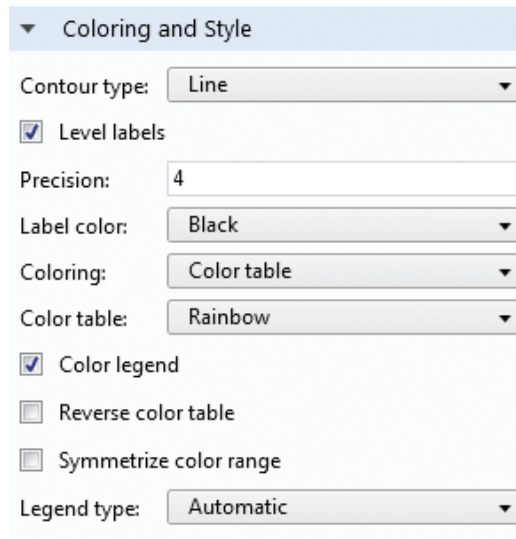 Coloring and Style
Contour type: Line
Level labels
Precision: 4
Label color: Black
Coloring: Color table
Color table: Rainbow
Color legend
Reverse color table
Symmetrize color range
Legend type: Automatic